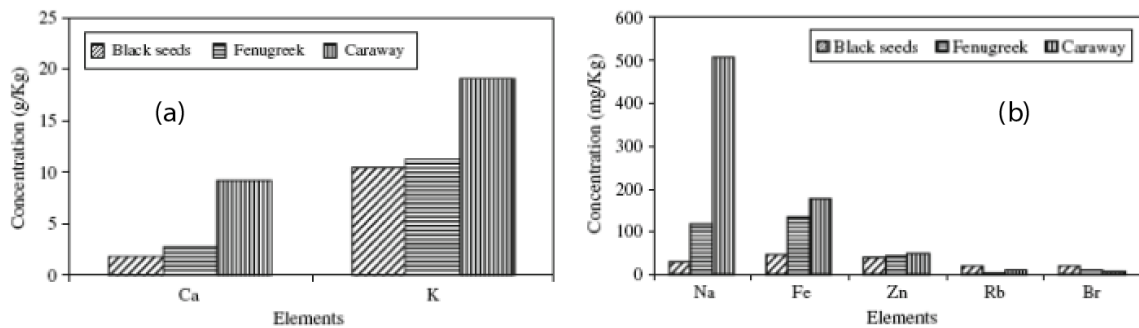 25
20
15
10
5
0
Concentration (g/Kg)
Black seeds Fenugreek Caraway
(a)
Ca K
Elements
600
500
400
300
200
100
0
Concentration (mg/Kg)
Black seeds Fenugreek Caraway
(b)
Na Fe Zn Rb Br
Elements